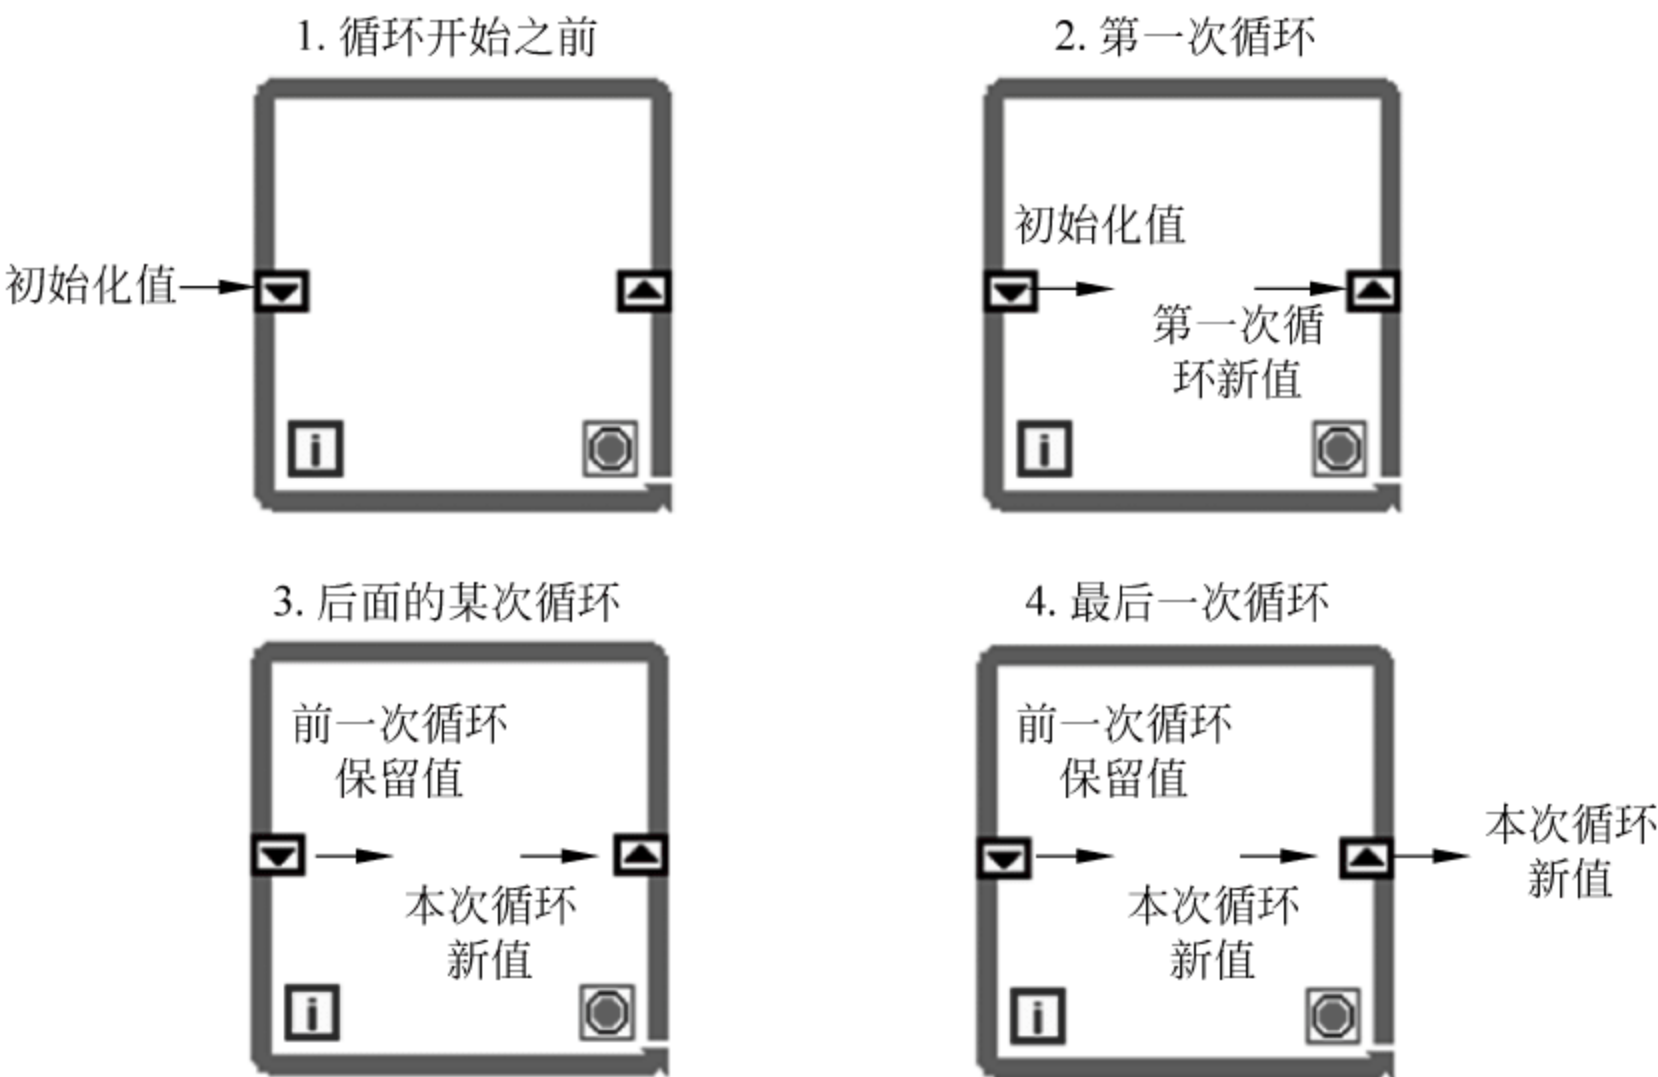 1. 循环开始之前
2. 第一次循环
初始化值
初始化值
第一次循
环新值
i
i
3. 后面的某次循环
4. 最后一次循环
前一次循环
保留值
前一次循环
保留值
本次循环
新值
本次循环
新值
本次循环
新值
i
i